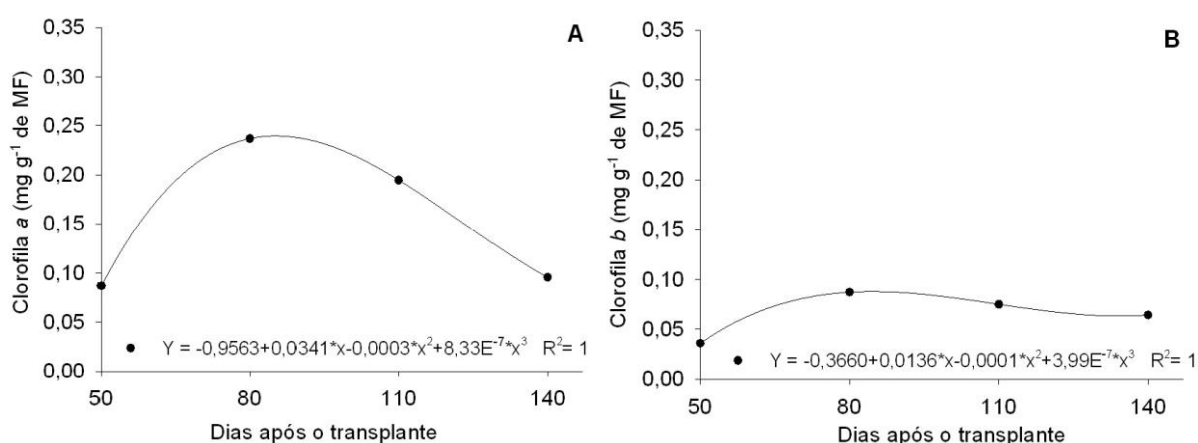 A
Clorofila a (mg g⁻¹ de MF)
0,35
0,30
0,25
0,20
0,15
0,10
0,05
0,00
Y = -0,9563+0,0341*x-0,0003*x²+8,33E⁻⁷*x³ R²= 1
50 80 110 140
Dias após o transplante
B
Clorofila b (mg g⁻¹ de MF)
0,35
0,30
0,25
0,20
0,15
0,10
0,05
0,00
Y = -0,3660+0,0136*x-0,0001*x²+3,99E⁻⁷*x³ R²= 1
50 80 110 140
Dias após o transplante